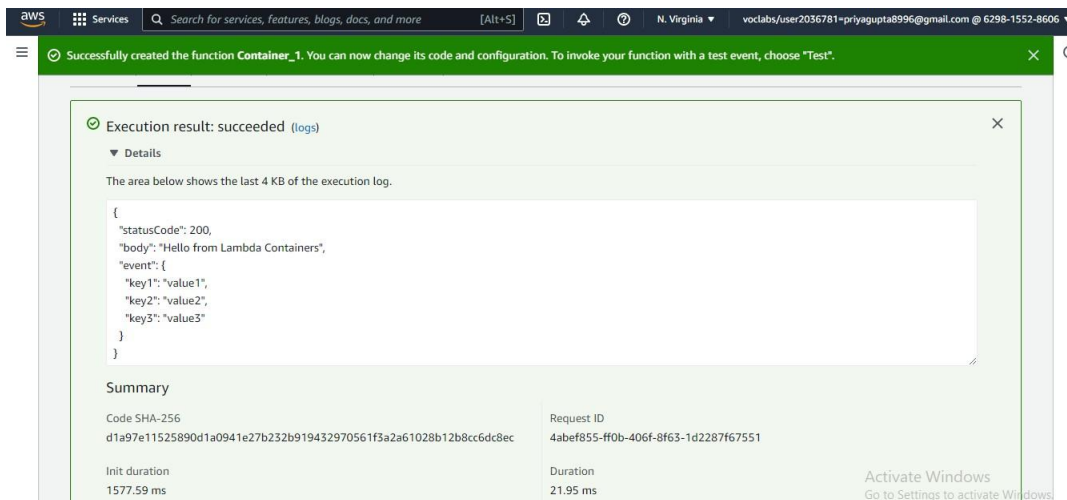 aws Services Search for services, features, blogs, docs, and more [Alt+S] N. Virginia voclabs/user2036781=priyagupta8996@gmail.com @ 6298-1552-8606
Successfully created the function Container_1. You can now change its code and configuration. To invoke your function with a test event, choose "Test".
Execution result: succeeded (logs)
Details
The area below shows the last 4 KB of the execution log.
{
"statusCode": 200,
"body": "Hello from Lambda Containers",
"event": {
"key1": "value1",
"key2": "value2",
"key3": "value3"
}
}
Summary
Code SHA-256
d1a97e11525890d1a0941e27b232b919432970561f3a2a61028b12b8cc6dc8ec
Request ID
4abef855-ff0b-406f-8f63-1d2287f67551
Init duration
1577.59 ms
Duration
21.95 ms
Activate Windows
Go to Settings to activate Windows.